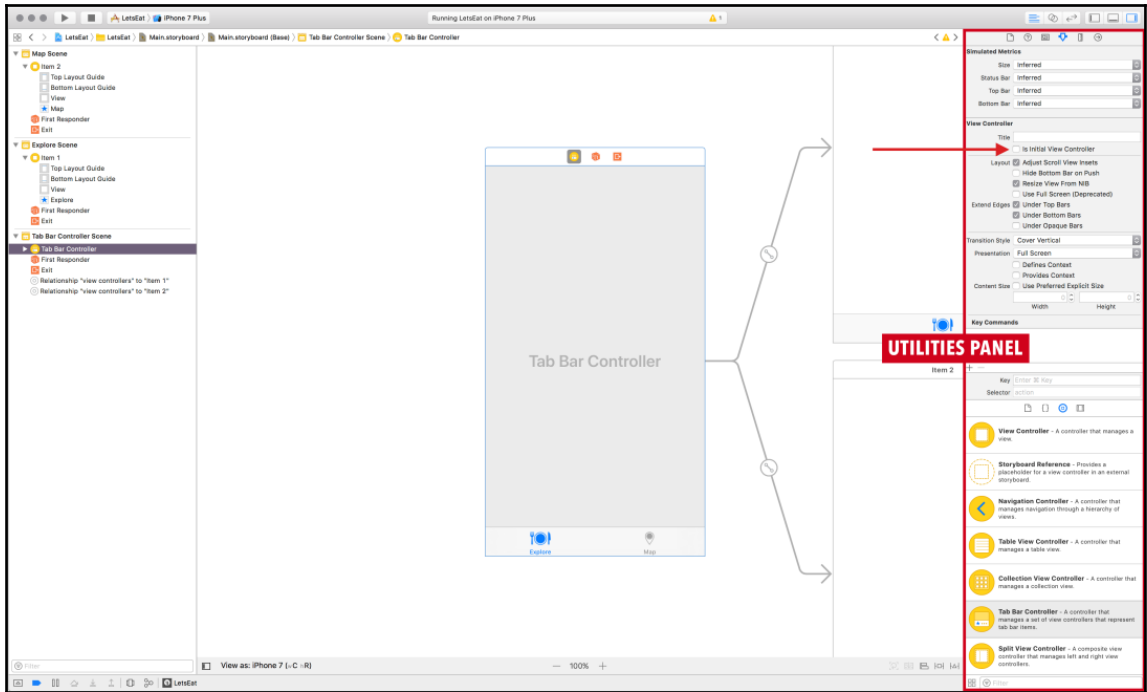 LetsEat iPhone 7 Plus
Running LetsEat on iPhone 7 Plus
1
LetsEat LetsEat Main.storyboard Main.storyboard (Base) Tab Bar Controller Scene Tab Bar Controller
Map Scene
Item 2
Top Layout Guide
Bottom Layout Guide
View
Map
First Responder
Exit
Explore Scene
Item 1
Top Layout Guide
Bottom Layout Guide
View
Explore
First Responder
Exit
Tab Bar Controller Scene
Tab Bar Controller
First Responder
Exit
Relationship "view controllers" to "Item 1"
Relationship "view controllers" to "Item 2"
Filter
Tab Bar Controller
Explore Map
Item 2
View as: iPhone 7 (wC hR)
— 100% +
LetsEat
Simulated Metrics
Size Inferred
Status Bar Inferred
Top Bar Inferred
Bottom Bar Inferred
View Controller
Title
Is Initial View Controller
Layout Adjust Scroll View Insets
Hide Bottom Bar on Push
Resize View From NIB
Use Full Screen (Deprecated)
Extend Edges Under Top Bars
Under Bottom Bars
Under Opaque Bars
Transition Style Cover Vertical
Presentation Full Screen
Defines Context
Provides Context
Content Size Use Preferred Explicit Size
0 0
Width Height
Key Commands
UTILITIES PANEL
+ —
Key Enter ⌘ Key
Selector action
View Controller - A controller that manages a
view.
Storyboard Reference - Provides a
placeholder for a view controller in an external
storyboard.
Navigation Controller - A controller that
manages navigation through a hierarchy of
views.
Table View Controller - A controller that
manages a table view.
Collection View Controller - A controller that
manages a collection view.
Tab Bar Controller - A controller that
manages a set of view controllers that represent
tab bar items.
Split View Controller - A composite view
controller that manages left and right view
controllers.
Filter